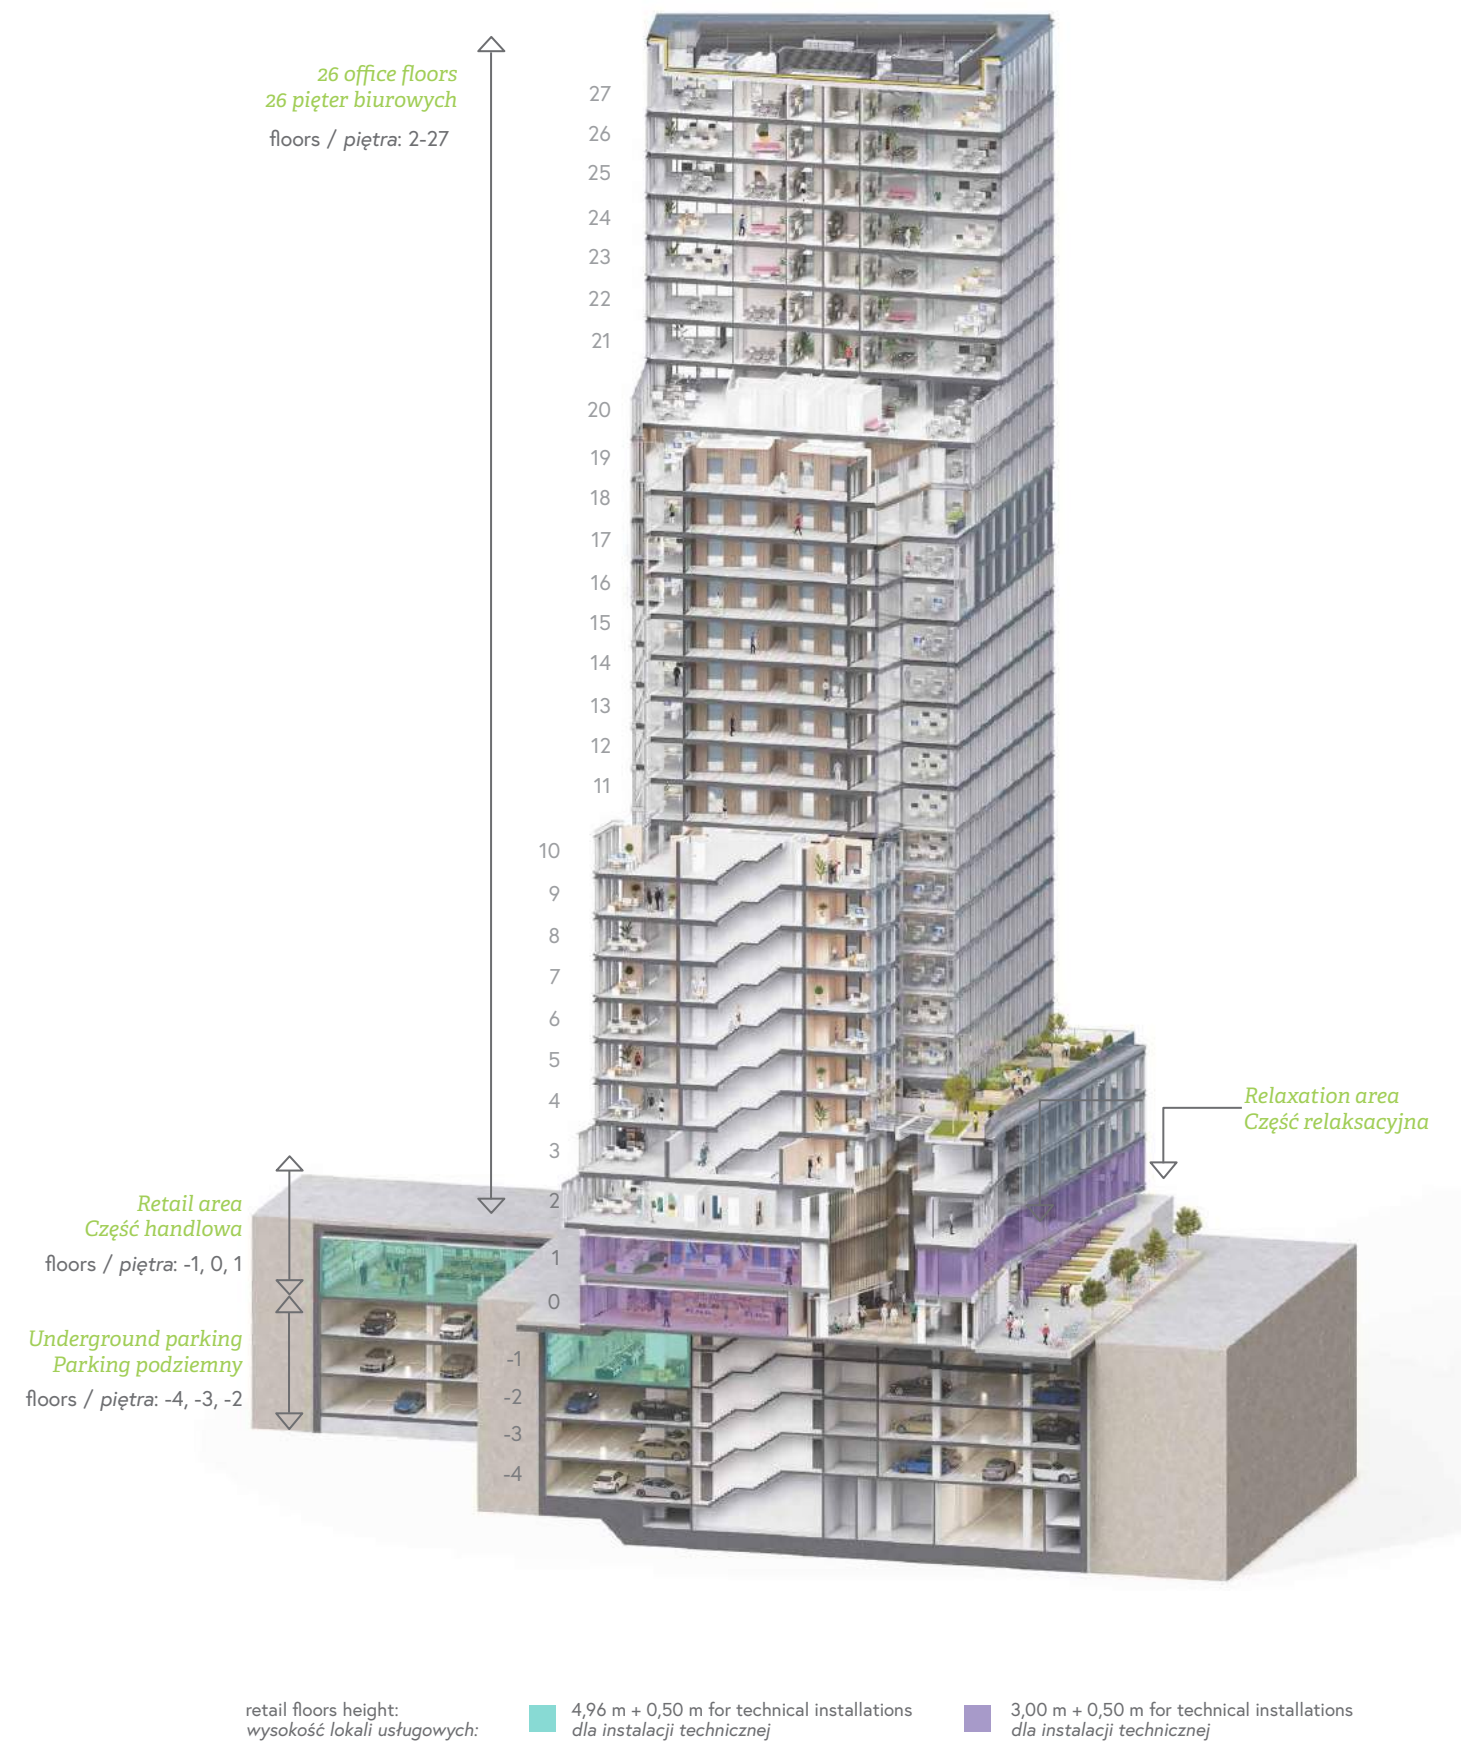 26 office floors
26 pięter biurowych
floors / piętra: 2-27
27
26
25
24
23
22
21
20
19
18
17
16
15
14
13
12
11
10
9
8
7
6
5
4
3
2
1
0
-1
-2
-3
-4
Relaxation area
Część relaksacyjna
Retail area
Część handlowa
floors / piętra: -1, 0, 1
Underground parking
Parking podziemny
floors / piętra: -4, -3, -2
retail floors height:
wysokość lokali usługowych:
4,96 m + 0,50 m for technical installations
dla instalacji technicznej
3,00 m + 0,50 m for technical installations
dla instalacji technicznej